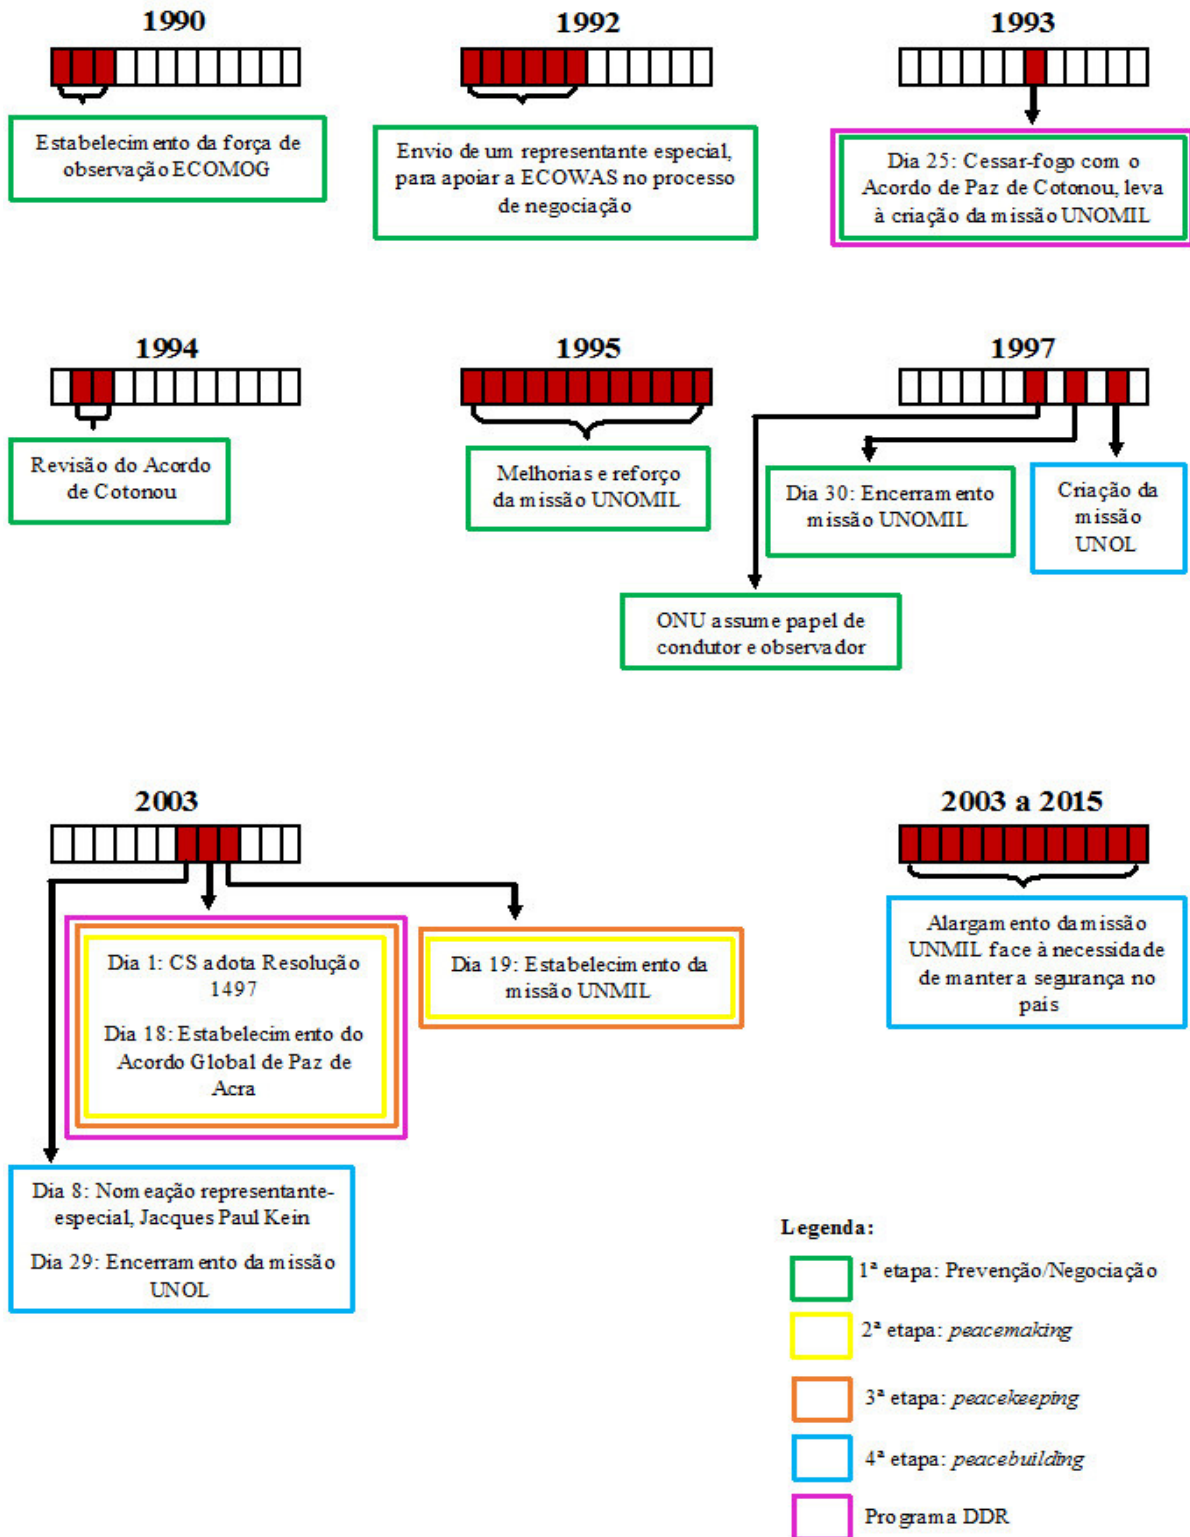 1990
Estabelecimento da força de
observação ECOMOG
1992
Envio de um representante especial,
para apoiar a ECOWAS no processo
de negociação
1993
Dia 25: Cessar-fogo com o
Acordo de Paz de Cotonou, leva
à criação da missão UNOMIL
1994
Revisão do Acordo
de Cotonou
1995
Melhorias e reforço
da missão UNOMIL
1997
Dia 30: Encerramento
missão UNOMIL
Criação da
missão
UNOL
ONU assume papel de
condutor e observador
2003
Dia 1: CS adota Resolução
1497
Dia 18: Estabelecimento do
Acordo Global de Paz de
Acra
Dia 19: Estabelecimento da
missão UNMIL
Dia 8: Nomeação representante-
especial, Jacques Paul Kein
Dia 29: Encerramento da missão
UNOL
2003 a 2015
Alargamento da missão
UNMIL face à necessidade
de manter a segurança no
país
Legenda:
1ª etapa: Prevenção/Negociação
2ª etapa: peacemaking
3ª etapa: peacekeeping
4ª etapa: peacebuilding
Programa DDR